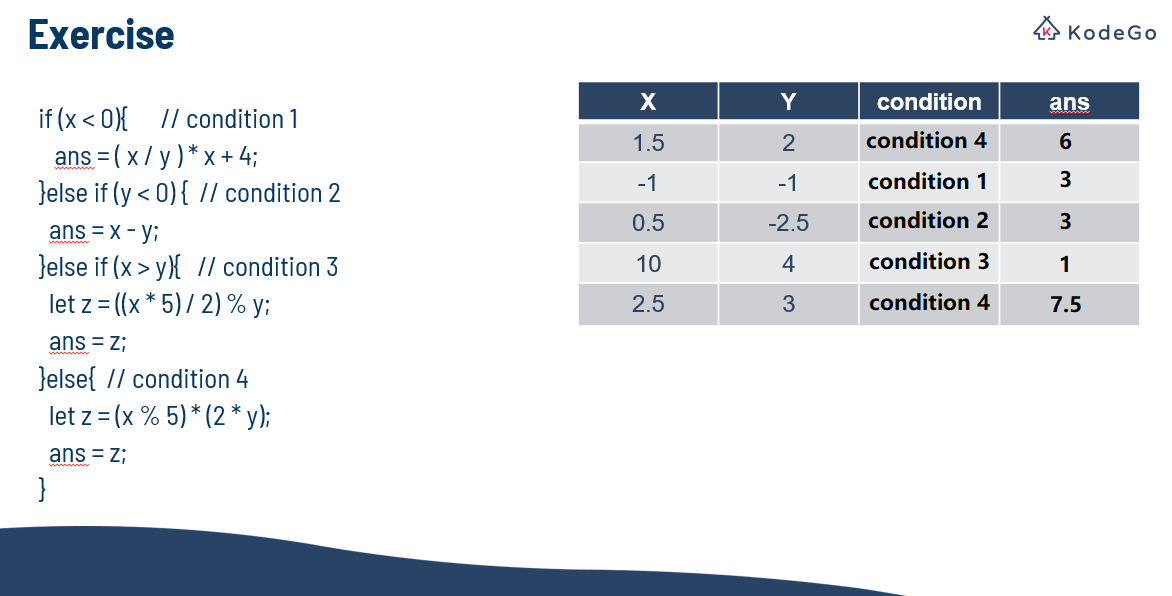 Exercise
KodeGo
if (x < 0){ // condition 1
ans = ( x / y ) * x + 4;
}else if (y < 0) { // condition 2
ans = x - y;
}else if (x > y){ // condition 3
let z = ((x * 5) / 2) % y;
ans = z;
}else{ // condition 4
let z = (x % 5) * (2 * y);
ans = z;
}
X Y condition ans
1.5 2 condition 4 6
-1 -1 condition 1 3
0.5 -2.5 condition 2 3
10 4 condition 3 1
2.5 3 condition 4 7.5